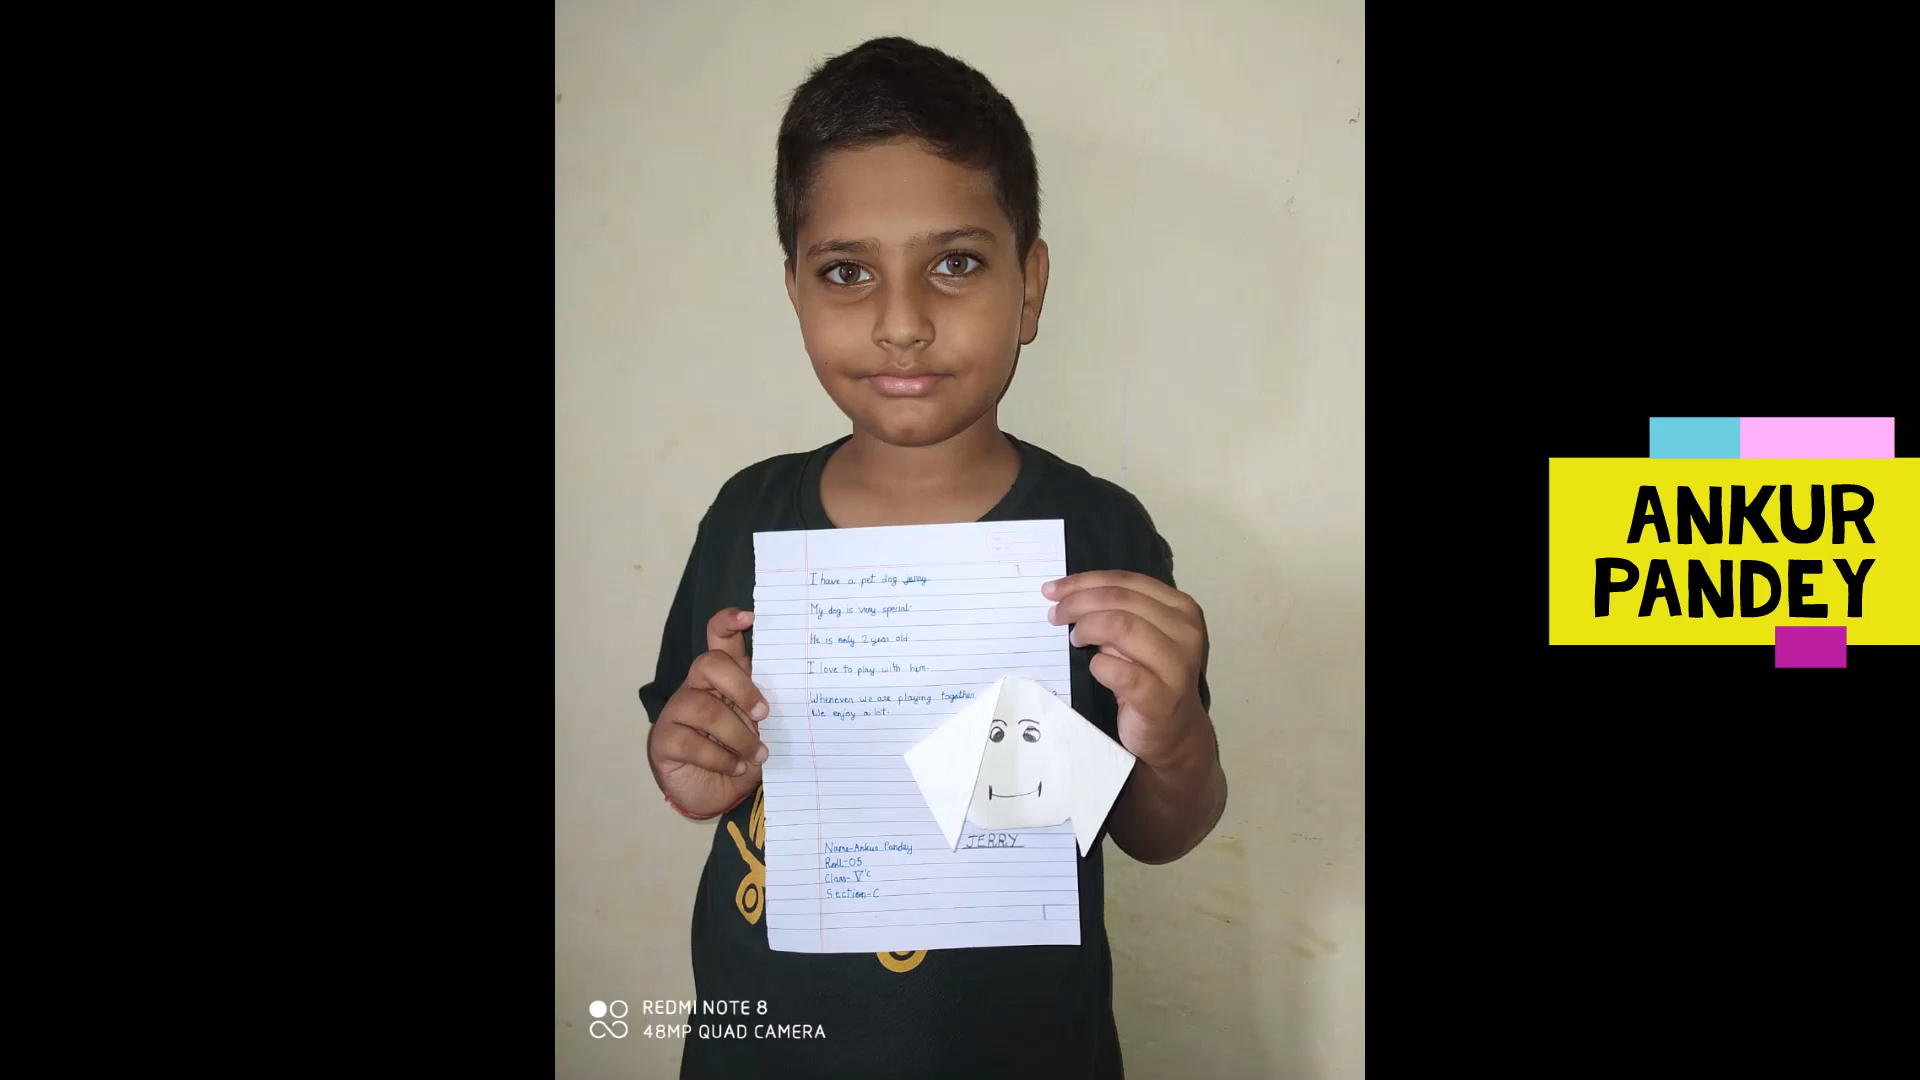 I have a pet dog jerry
My dog is very special.
He is only 2 year old.
I love to play with him.
Whenever we are playing together
We enjoy a lot.
JERRY
Name-Ankur Pandey
Roll-05
Class-V'c
Section-C
ANKUR
PANDEY
REDMI NOTE 8
48MP QUAD CAMERA